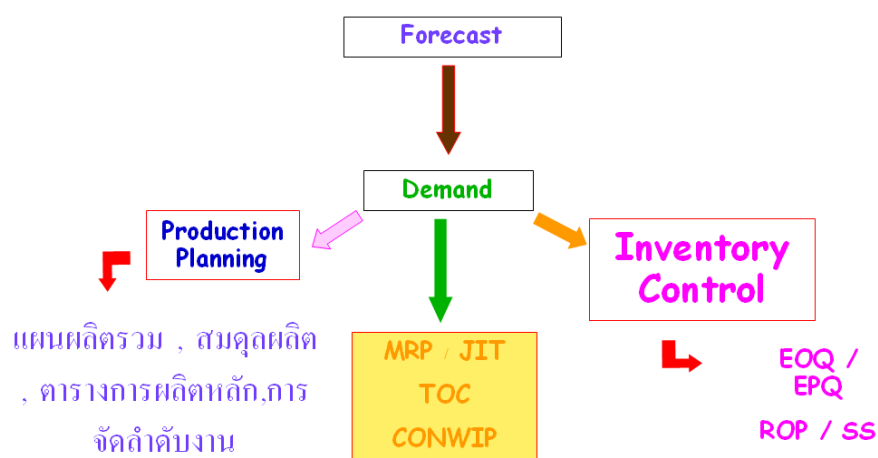 Forecast
Demand
Production
Planning
Inventory
Control
แผนผลิตรวม , สมดุลผลิต
, ตารางการผลิตหลัก,การ
จัดลำดับงาน
MRP / JIT
TOC
CONWIP
EOQ /
EPQ
ROP / SS